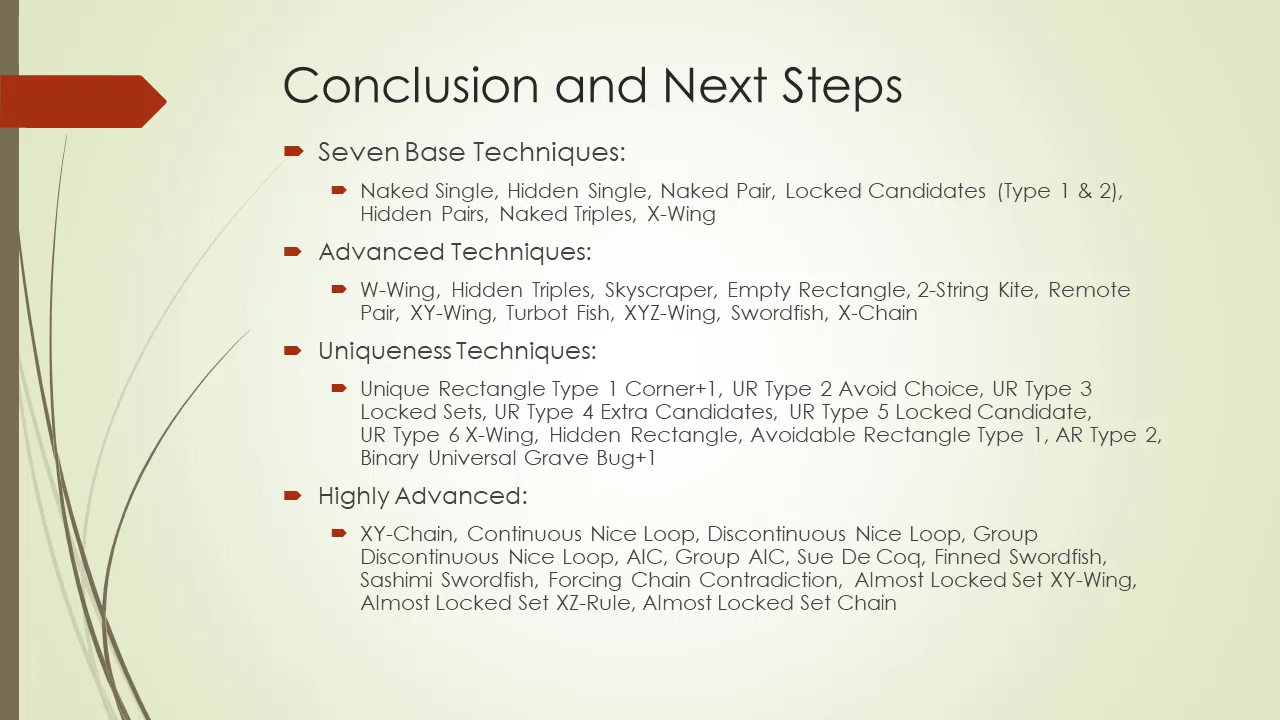 Conclusion and Next Steps
Seven Base Techniques:
Naked Single, Hidden Single, Naked Pair, Locked Candidates (Type 1 & 2),
Hidden Pairs, Naked Triples, X-Wing
Advanced Techniques:
W-Wing, Hidden Triples, Skyscraper, Empty Rectangle, 2-String Kite, Remote
Pair, XY-Wing, Turbot Fish, XYZ-Wing, Swordfish, X-Chain
Uniqueness Techniques:
Unique Rectangle Type 1 Corner+1, UR Type 2 Avoid Choice, UR Type 3
Locked Sets, UR Type 4 Extra Candidates, UR Type 5 Locked Candidate,
UR Type 6 X-Wing, Hidden Rectangle, Avoidable Rectangle Type 1, AR Type 2,
Binary Universal Grave Bug+1
Highly Advanced:
XY-Chain, Continuous Nice Loop, Discontinuous Nice Loop, Group
Discontinuous Nice Loop, AIC, Group AIC, Sue De Coq, Finned Swordfish,
Sashimi Swordfish, Forcing Chain Contradiction, Almost Locked Set XY-Wing,
Almost Locked Set XZ-Rule, Almost Locked Set Chain